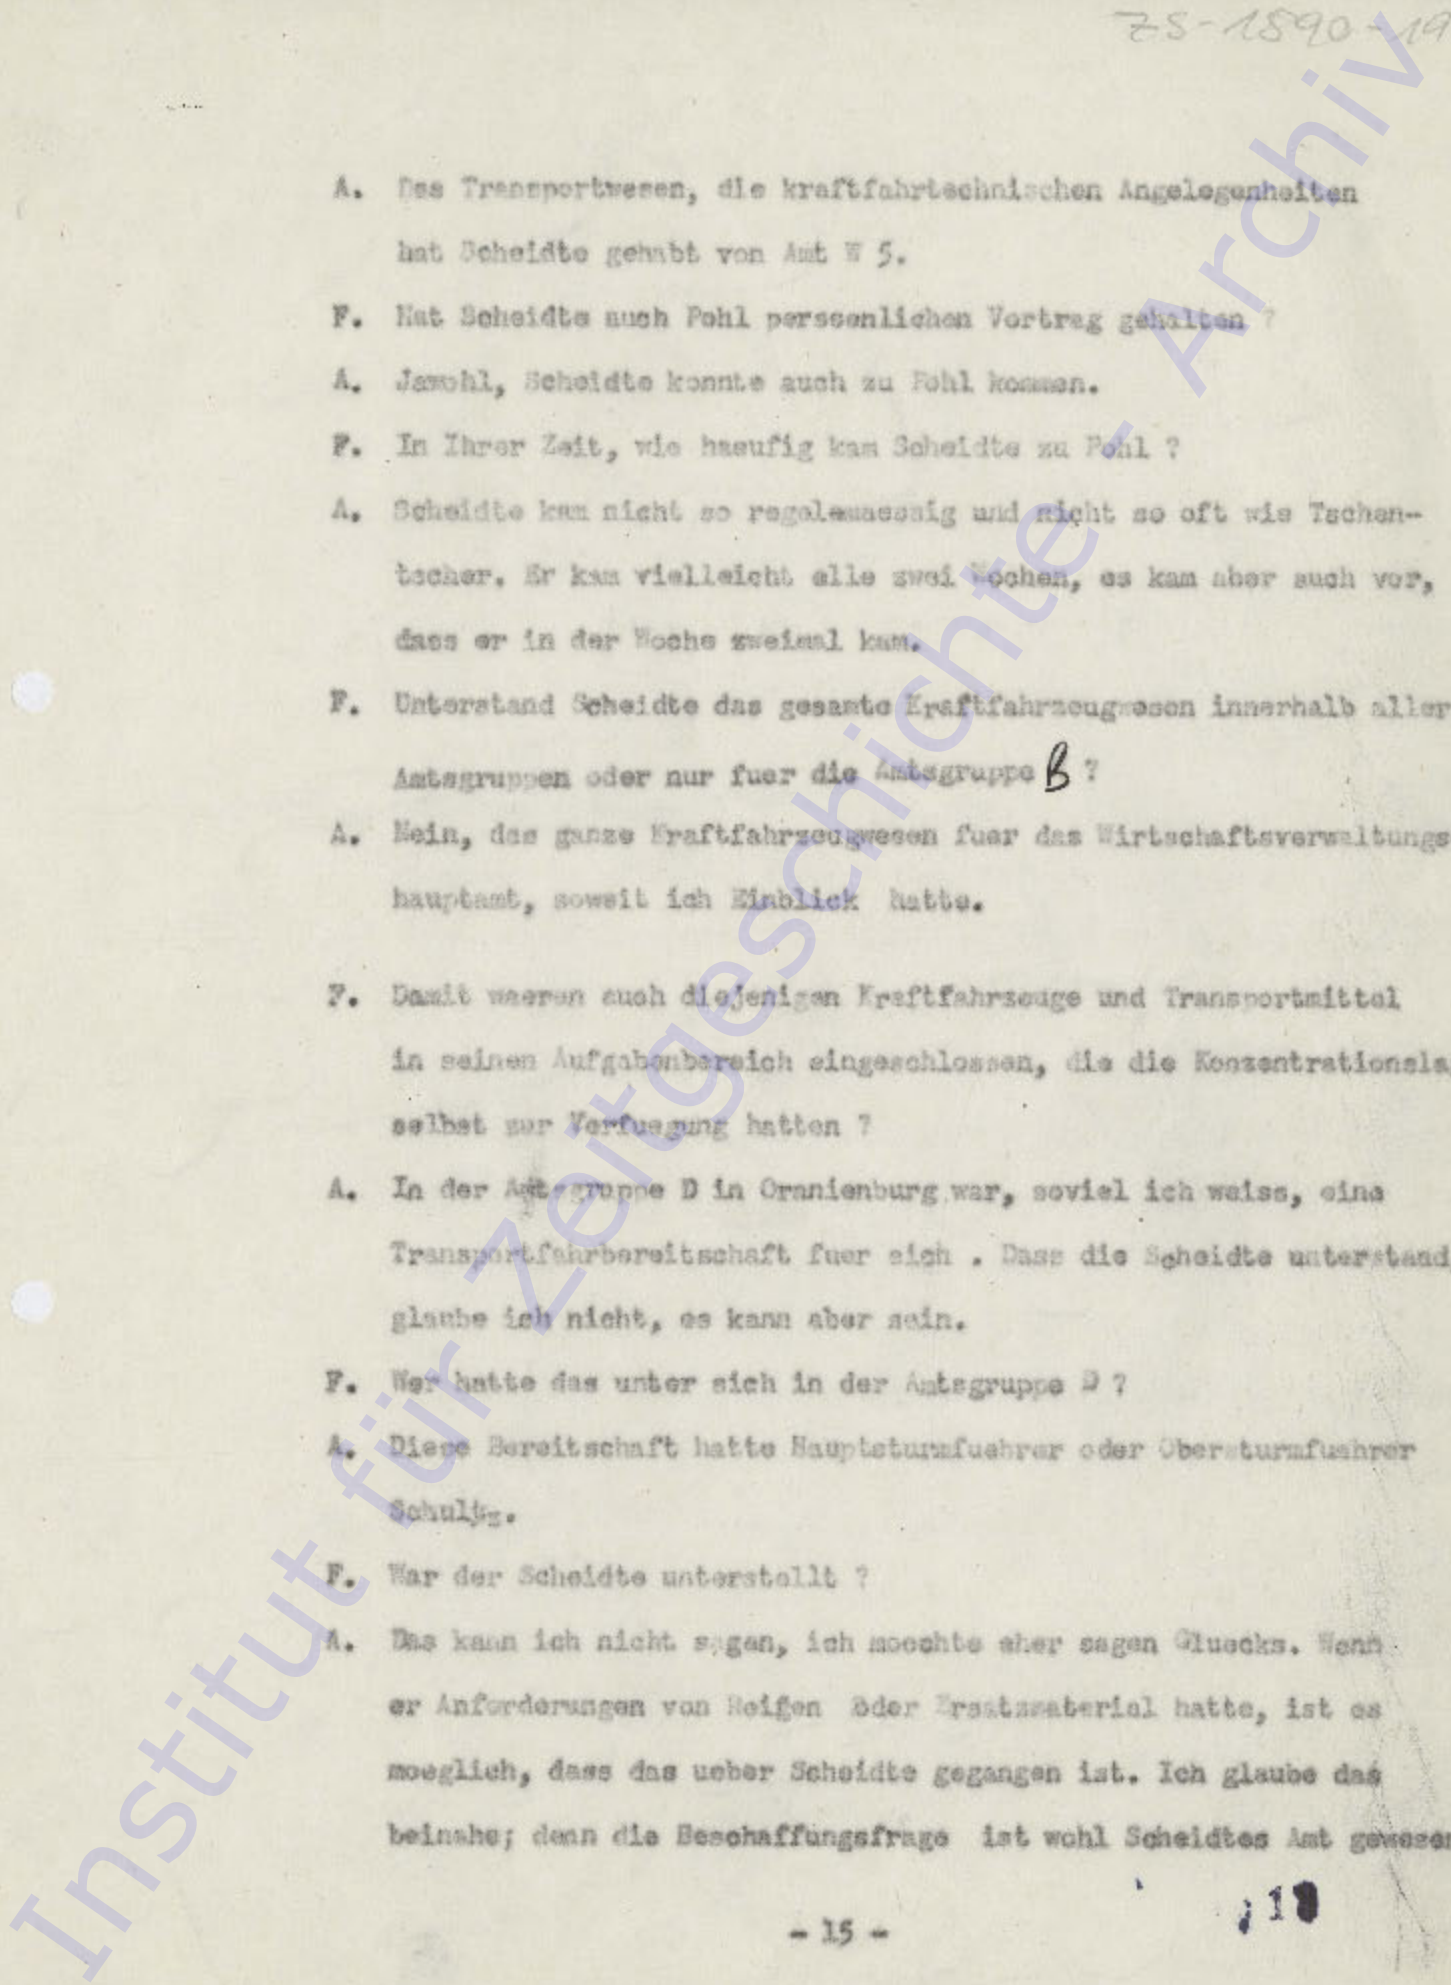 ZS-1890-19
A. Das Transportwesen, die kraftfahrtechnischen Angelegenheiten
hat Scheidte gehabt von Amt W 5.
F. Hat Scheidte auch Pohl persoenlichen Vortrag gehalten ?
A. Jawohl, Scheidte konnte auch zu Pohl kommen.
F. In Ihrer Zeit, wie haeufig kam Scheidte zu Pohl ?
A. Scheidte kam nicht so regelmaessig und nicht so oft wie Tschen-
tscher. Er kam vielleicht alle zwei Wochen, es kam aber auch vor,
dass er in der Woche zweimal kam.
F. Unterstand Scheidte das gesamte Kraftfahrzeugwesen innerhalb aller
Amtsgruppen oder nur fuer die Amtsgruppe B ?
A. Nein, das ganze Kraftfahrzeugwesen fuer das Wirtschaftsverwaltungs
hauptamt, soweit ich Einblick hatte.
F. Damit waeren auch diejenigen Kraftfahrzeuge und Transportmittel
in seinen Aufgabenbereich eingeschlossen, die die Konzentrationsla
selbst zur Verfuegung hatten ?
A. In der Amtsgruppe D in Oranienburg war, soviel ich weiss, eine
Transportfahrbereitschaft fuer sich . Dass die Scheidte unterstand
glaube ich nicht, es kann aber sein.
F. Wer hatte das unter sich in der Amtsgruppe D ?
A. Diese Bereitschaft hatte Hauptsturmfuehrer oder Obersturmfuehrer
Schultz.
F. War der Scheidte unterstellt ?
A. Das kann ich nicht sagen, ich moechte eher sagen Gluecks. Wenn
er Anforderungen von Reifen oder Ersatzmaterial hatte, ist es
moeglich, dass das ueber Scheidte gegangen ist. Ich glaube das
beinahe; denn die Beschaffungsfrage ist wohl Scheidtes Amt gewesen
- 15 -
Institut für Zeitgeschichte - Archiv